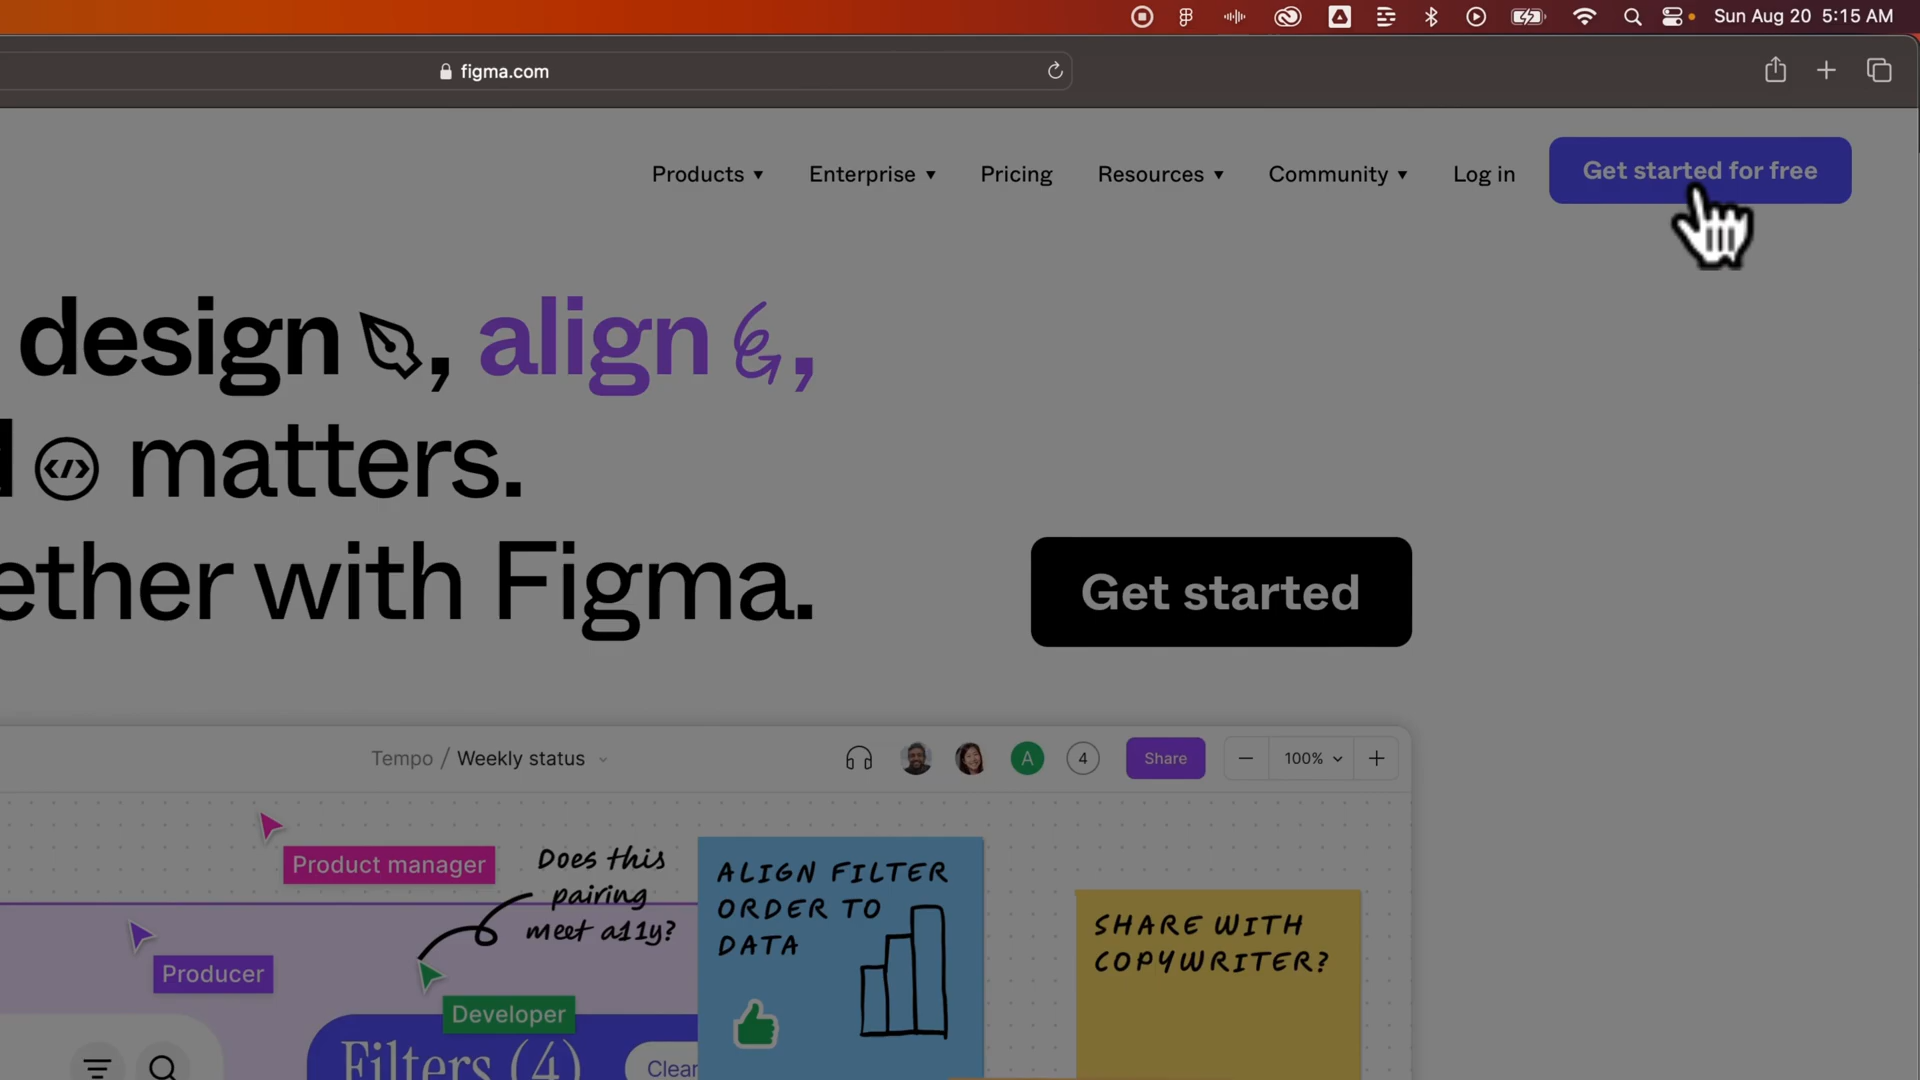 Sun Aug 20 5:15 AM
figma.com
Products
Enterprise
Pricing
Resources
Community
Log in
Get started for free
design, align,
matters.
ether with Figma.
Get started
Tempo / Weekly status
A
4
Share
100%
Product manager
Does this
pairing
meet a11y?
ALIGN FILTER
ORDER TO
DATA
SHARE WITH
COPYWRITER?
Producer
Developer
Filters (4)
Clear